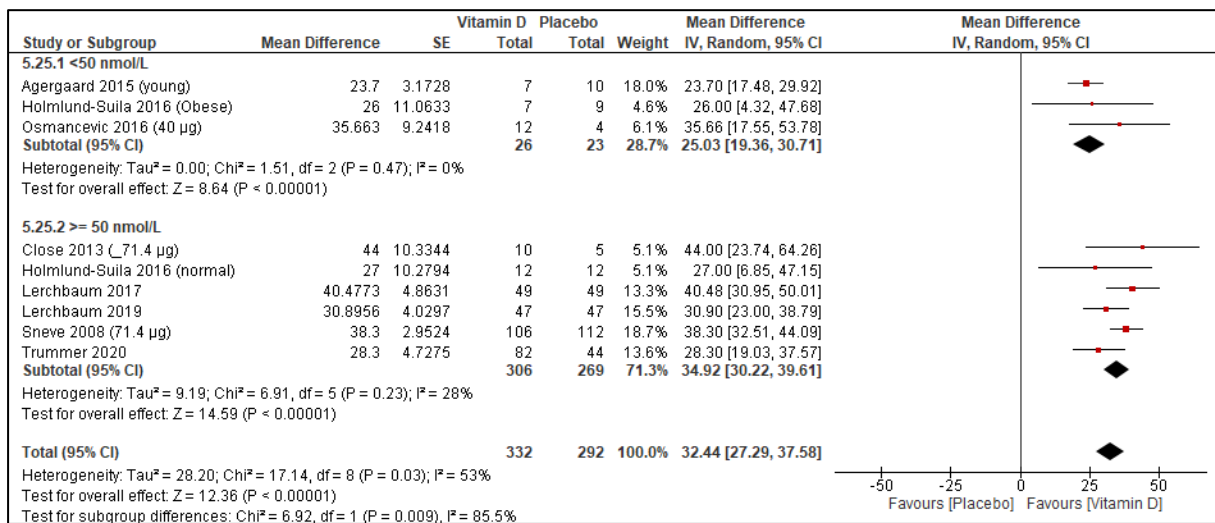 Vitamin D Placebo Mean Difference Mean Difference
Study or Subgroup Mean Difference SE Total Total Weight IV, Random, 95% CI IV, Random, 95% CI
5.25.1 <50 nmol/L
Agergaard 2015 (young) 23.7 3.1728 7 10 18.0% 23.70 [17.48, 29.92]
Holmlund-Suila 2016 (Obese) 26 11.0633 7 9 4.6% 26.00 [4.32, 47.68]
Osmancevic 2016 (40 µg) 35.663 9.2418 12 4 6.1% 35.66 [17.55, 53.78]
Subtotal (95% CI) 26 23 28.7% 25.03 [19.36, 30.71]
Heterogeneity: Tau² = 0.00; Chi² = 1.51, df = 2 (P = 0.47); I² = 0%
Test for overall effect: Z = 8.64 (P < 0.00001)
5.25.2 >= 50 nmol/L
Close 2013 (_71.4 µg) 44 10.3344 10 5 5.1% 44.00 [23.74, 64.26]
Holmlund-Suila 2016 (normal) 27 10.2794 12 12 5.1% 27.00 [6.85, 47.15]
Lerchbaum 2017 40.4773 4.8631 49 49 13.3% 40.48 [30.95, 50.01]
Lerchbaum 2019 30.8956 4.0297 47 47 15.5% 30.90 [23.00, 38.79]
Sneve 2008 (71.4 µg) 38.3 2.9524 106 112 18.7% 38.30 [32.51, 44.09]
Trummer 2020 28.3 4.7275 82 44 13.6% 28.30 [19.03, 37.57]
Subtotal (95% CI) 306 269 71.3% 34.92 [30.22, 39.61]
Heterogeneity: Tau² = 9.19; Chi² = 6.91, df = 5 (P = 0.23); I² = 28%
Test for overall effect: Z = 14.59 (P < 0.00001)
Total (95% CI) 332 292 100.0% 32.44 [27.29, 37.58]
Heterogeneity: Tau² = 28.20; Chi² = 17.14, df = 8 (P = 0.03); I² = 53%
Test for overall effect: Z = 12.36 (P < 0.00001)
Test for subgroup differences: Chi² = 6.92, df = 1 (P = 0.009), I² = 85.5%
-50 -25 0 25 50
Favours [Placebo] Favours [Vitamin D]